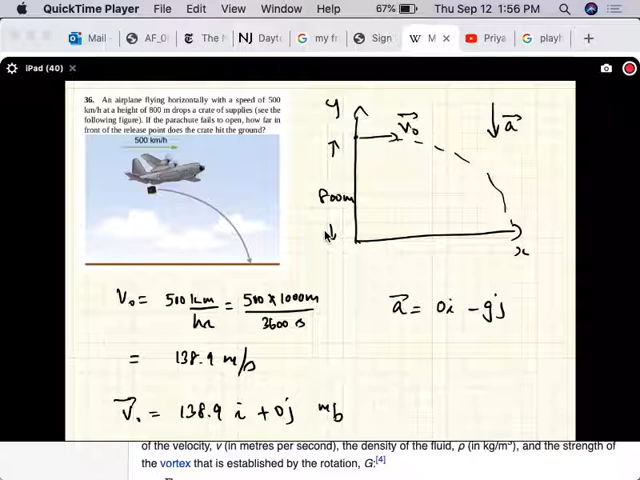 QuickTime Player File Edit View Window Help 67% Thu Sep 12 1:56 PM
Mail AF_0 The Dayt my fr Sign W M Priya playh
iPad (40)
36. An airplane flying horizontally with a speed of 500
km/h at a height of 800 m drops a crate of supplies (see the
following figure). If the parachute fails to open, how far in
front of the release point does the crate hit the ground?
500 km/h
y
v₀
a
800m
x
V₀ = 500 km/hr = 500 × 1000m/3600 s
= 138.9 m/s
V₀ = 138.9 i + 0j m/s
a = 0i - gj
of the velocity, v (in metres per second), the density of the fluid, ρ (in kg/m³), and the strength of
the vortex that is established by the rotation, G:[4]